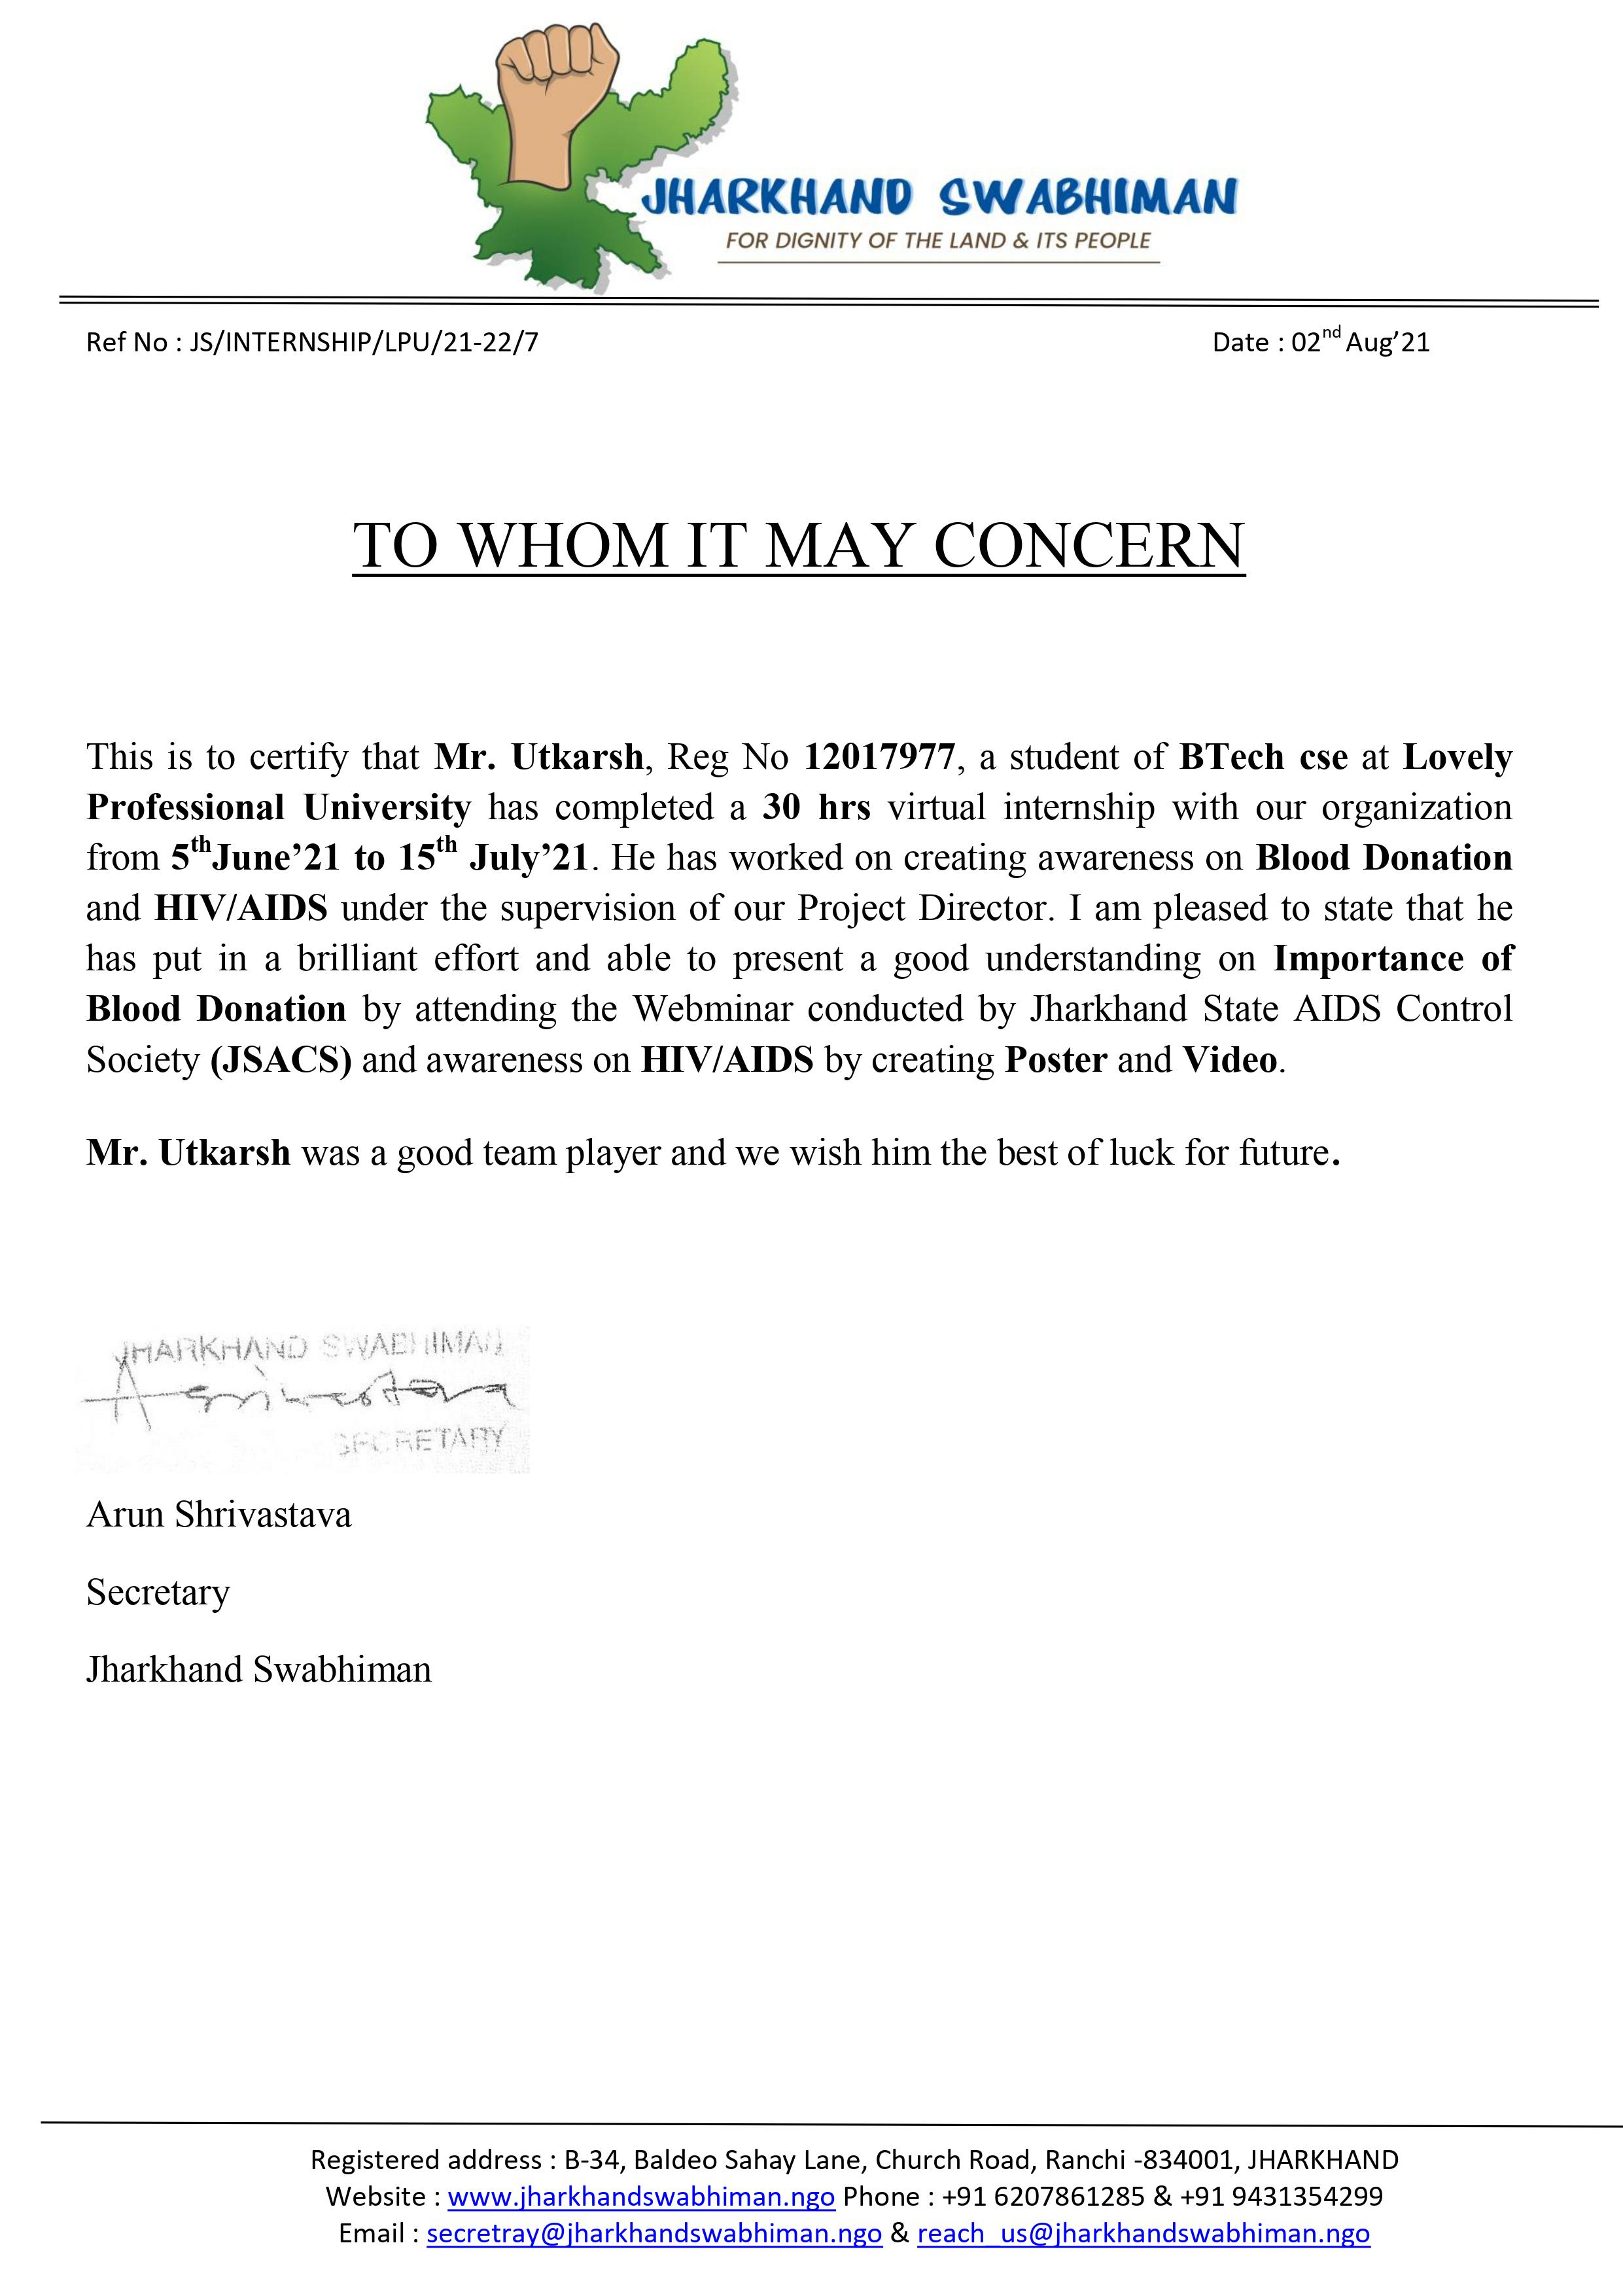 JHARKHAND SWABHIMAN
FOR DIGNITY OF THE LAND & ITS PEOPLE
Ref No : JS/INTERNSHIP/LPU/21-22/7 Date : 02nd Aug’21
TO WHOM IT MAY CONCERN
This is to certify that Mr. Utkarsh, Reg No 12017977, a student of BTech cse at Lovely
Professional University has completed a 30 hrs virtual internship with our organization
from 5thJune’21 to 15th July’21. He has worked on creating awareness on Blood Donation
and HIV/AIDS under the supervision of our Project Director. I am pleased to state that he
has put in a brilliant effort and able to present a good understanding on Importance of
Blood Donation by attending the Webminar conducted by Jharkhand State AIDS Control
Society (JSACS) and awareness on HIV/AIDS by creating Poster and Video.
Mr. Utkarsh was a good team player and we wish him the best of luck for future.
JHARKHAND SWABHIMAN
Asrivastava
SECRETARY
Arun Shrivastava
Secretary
Jharkhand Swabhiman
Registered address : B-34, Baldeo Sahay Lane, Church Road, Ranchi -834001, JHARKHAND
Website : www.jharkhandswabhiman.ngo Phone : +91 6207861285 & +91 9431354299
Email : secretray@jharkhandswabhiman.ngo & reach_us@jharkhandswabhiman.ngo